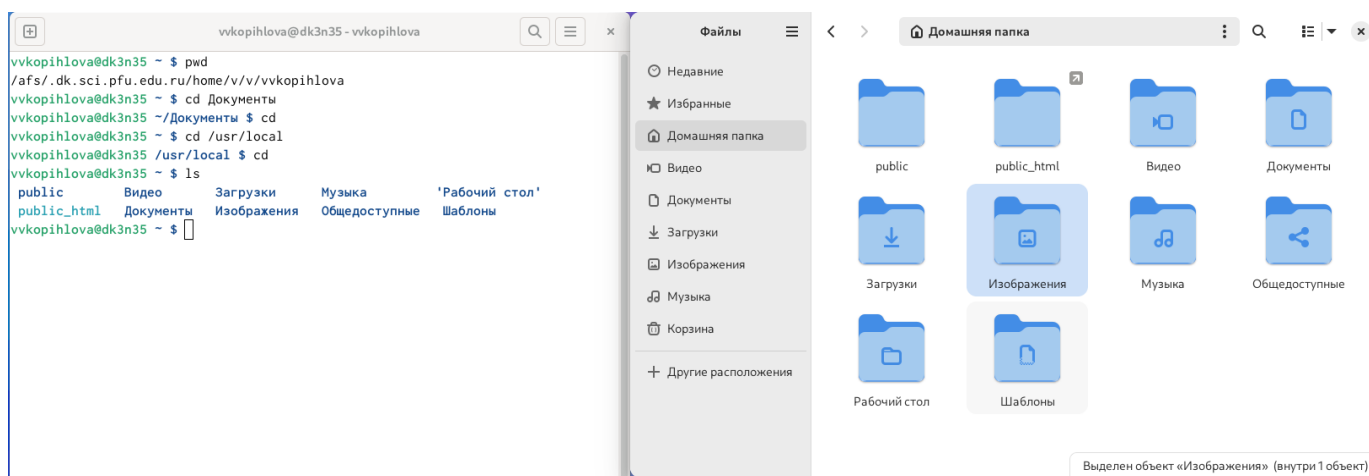 vvkopihlova@dk3n35 - vvkopihlova
vvkopihlova@dk3n35 ~ $ pwd
/afs/.dk.sci.pfu.edu.ru/home/v/v/vvkopihlova
vvkopihlova@dk3n35 ~ $ cd Документы
vvkopihlova@dk3n35 ~/Документы $ cd
vvkopihlova@dk3n35 ~ $ cd /usr/local
vvkopihlova@dk3n35 /usr/local $ cd
vvkopihlova@dk3n35 ~ $ ls
public Видео Загрузки Музыка 'Рабочий стол'
public_html Документы Изображения Общедоступные Шаблоны
vvkopihlova@dk3n35 ~ $
Файлы
Недавние
Избранные
Домашняя папка
Видео
Документы
Загрузки
Изображения
Музыка
Корзина
Другие расположения
Домашняя папка
public public_html Видео Документы
Загрузки Изображения Музыка Общедоступные
Рабочий стол Шаблоны
Выделен объект «Изображения» (внутри 1 объект)